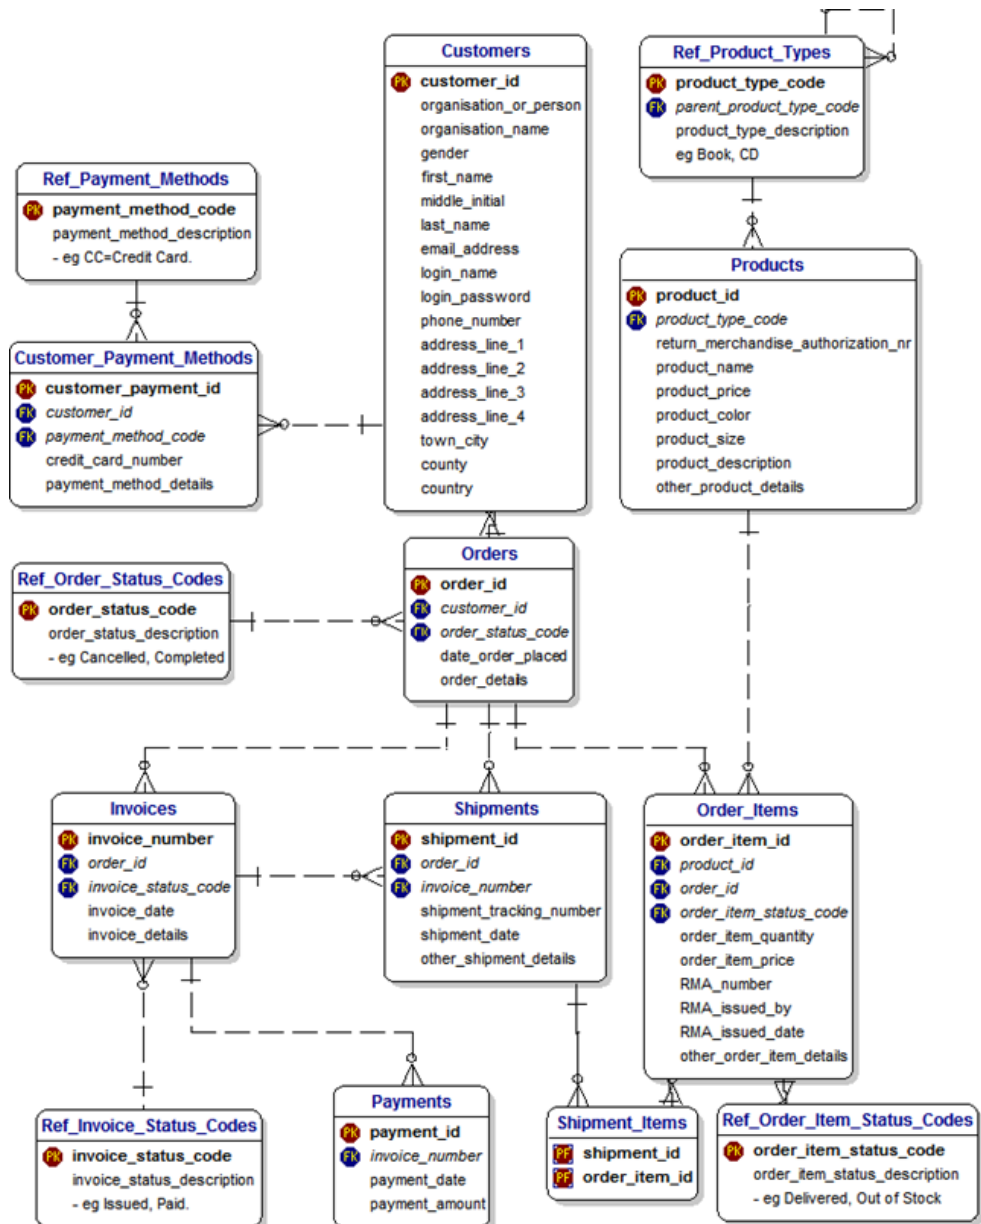 Customers
PK customer_id
organisation_or_person
organisation_name
gender
first_name
middle_initial
last_name
email_address
login_name
login_password
phone_number
address_line_1
address_line_2
address_line_3
address_line_4
town_city
county
country
Ref_Product_Types
PK product_type_code
FK parent_product_type_code
product_type_description
eg Book, CD
Ref_Payment_Methods
PK payment_method_code
payment_method_description
- eg CC=Credit Card.
Products
PK product_id
FK product_type_code
return_merchandise_authorization_nr
product_name
product_price
product_color
product_size
product_description
other_product_details
Customer_Payment_Methods
PK customer_payment_id
FK customer_id
FK payment_method_code
credit_card_number
payment_method_details
Orders
PK order_id
FK customer_id
FK order_status_code
date_order_placed
order_details
Ref_Order_Status_Codes
PK order_status_code
order_status_description
- eg Cancelled, Completed
Invoices
PK invoice_number
FK order_id
FK invoice_status_code
invoice_date
invoice_details
Shipments
PK shipment_id
FK order_id
FK invoice_number
shipment_tracking_number
shipment_date
other_shipment_details
Order_Items
PK order_item_id
FK product_id
FK order_id
FK order_item_status_code
order_item_quantity
order_item_price
RMA_number
RMA_issued_by
RMA_issued_date
other_order_item_details
Ref_Invoice_Status_Codes
PK invoice_status_code
invoice_status_description
- eg Issued, Paid.
Payments
PK payment_id
FK invoice_number
payment_date
payment_amount
Shipment_Items
PF shipment_id
PF order_item_id
Ref_Order_Item_Status_Codes
PK order_item_status_code
order_item_status_description
- eg Delivered, Out of Stock